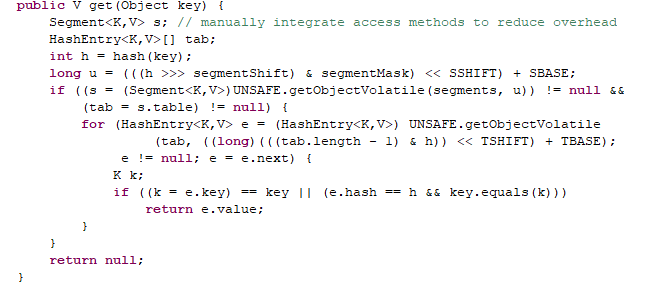 public V get(Object key) {
    Segment<K,V> s; // manually integrate access methods to reduce overhead
    HashEntry<K,V>[] tab;
    int h = hash(key);
    long u = (((h >>> segmentShift) & segmentMask) << SSHIFT) + SBASE;
    if ((s = (Segment<K,V>)UNSAFE.getObjectVolatile(segments, u)) != null &&
        (tab = s.table) != null) {
        for (HashEntry<K,V> e = (HashEntry<K,V>) UNSAFE.getObjectVolatile
                 (tab, ((long)(((tab.length - 1) & h)) << TSHIFT) + TBASE);
             e != null; e = e.next) {
            K k;
            if ((k = e.key) == key || (e.hash == h && key.equals(k)))
                return e.value;
        }
    }
    return null;
}